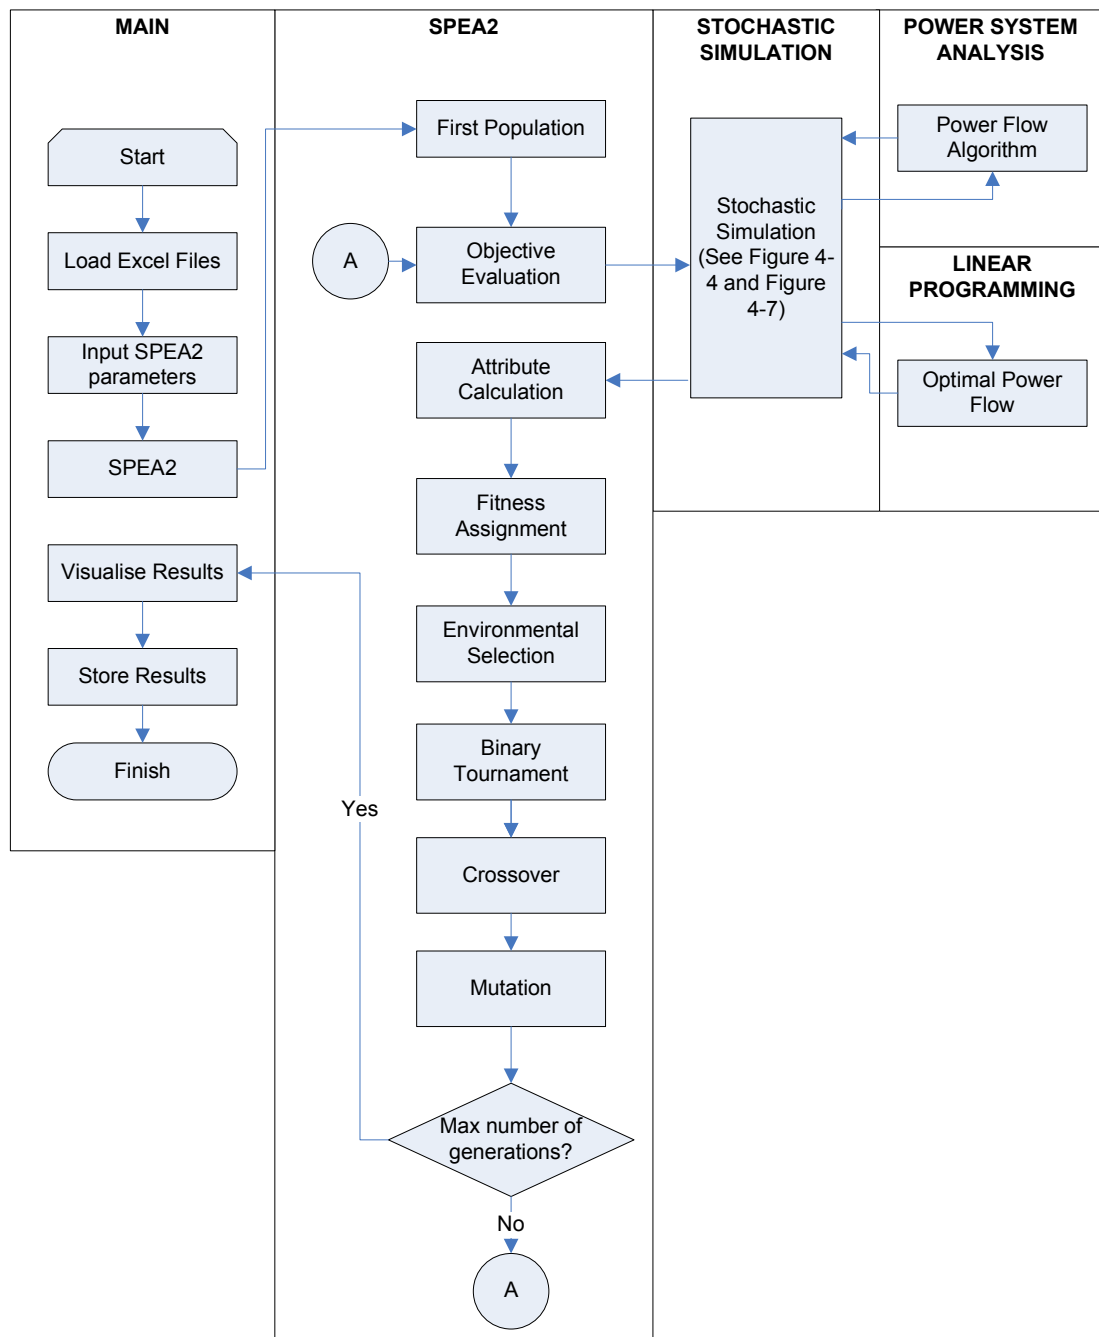 MAIN
Start
Load Excel Files
Input SPEA2
parameters
SPEA2
Visualise Results
Store Results
Finish
SPEA2
First Population
A
Objective
Evaluation
Attribute
Calculation
Fitness
Assignment
Environmental
Selection
Binary
Tournament
Yes
Crossover
Mutation
Max number of
generations?
No
A
STOCHASTIC
SIMULATION
Stochastic
Simulation
(See Figure 4-
4 and Figure
4-7)
POWER SYSTEM
ANALYSIS
Power Flow
Algorithm
LINEAR
PROGRAMMING
Optimal Power
Flow